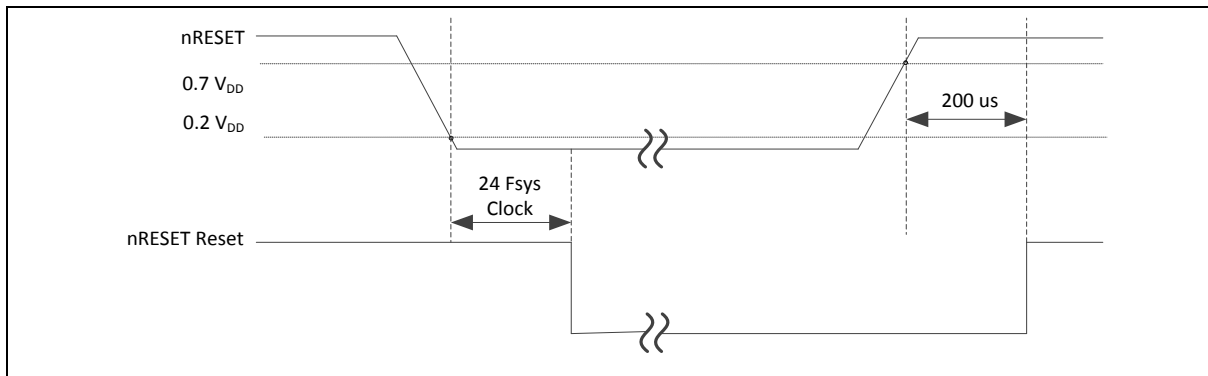 nRESET
0.7 VDD
200 us
0.2 VDD
24 Fsys
Clock
nRESET Reset